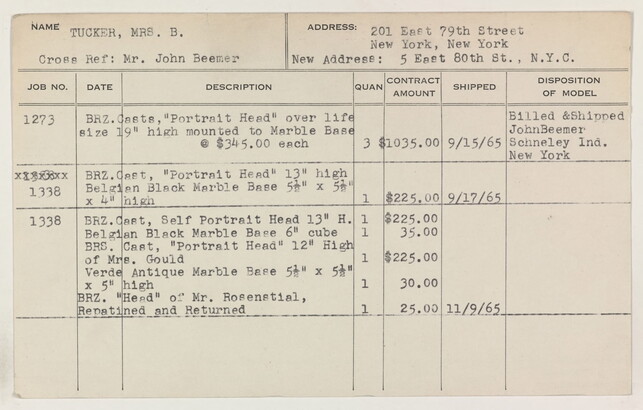 NAME TUCKER, MRS. B. ADDRESS: 201 East 79th Street
New York, New York
Cross Ref: Mr. John Beemer New Address: 5 East 80th St., N.Y.C.
JOB NO. DATE DESCRIPTION QUAN CONTRACT AMOUNT SHIPPED DISPOSITION OF MODEL
1273 BRZ.Casts,"Portrait Head" over life Billed &Shipped
size 19" high mounted to Marble Base JohnBeemer
@ $345.00 each 3 $1035.00 9/15/65 Schneley Ind.
New York
BRZ.Cast, "Portrait Head" 13" high
1338 Belgian Black Marble Base 5½" x 5½"
x 4" high 1 $225.00 9/17/65
1338 BRZ.Cast, Self Portrait Head 13" H. 1 $225.00
Belgian Black Marble Base 6" cube 1 35.00
BRS. Cast, "Portrait Head" 12" High
of Mrs. Gould 1 $225.00
Verde Antique Marble Base 5½" x 5½"
x 5" high 1 30.00
BRZ. "Head" of Mr. Rosenstial,
Repatined and Returned 1 25.00 11/9/65